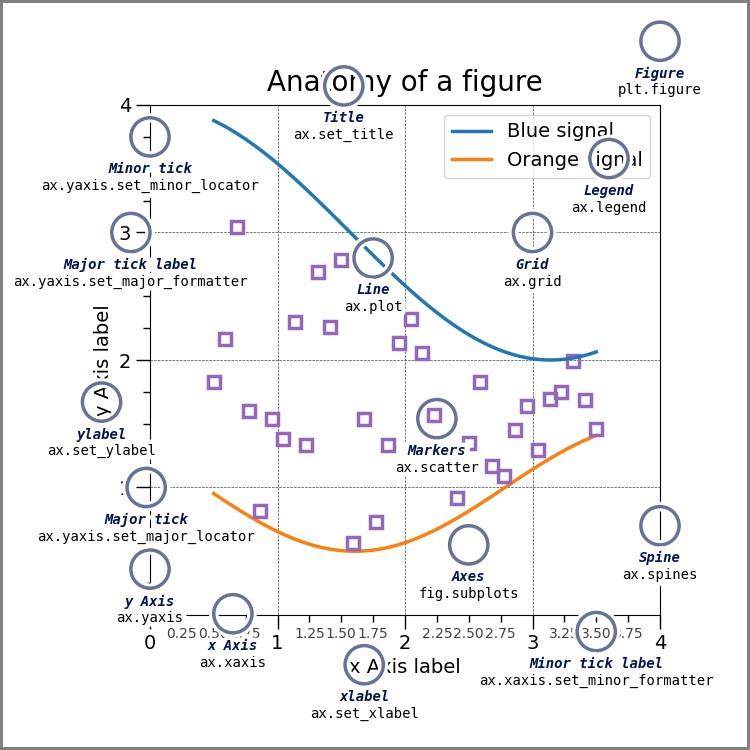 Figure
plt.figure
Anatomy of a figure
Title
ax.set_title
4
Blue signal
Orange signal
Legend
ax.legend
Minor tick
ax.yaxis.set_minor_locator
3
Major tick label
ax.yaxis.set_major_formatter
Grid
ax.grid
Line
ax.plot
2
y Axis label
ylabel
ax.set_ylabel
Markers
ax.scatter
Major tick
ax.yaxis.set_major_locator
Spine
ax.spines
Axes
fig.subplots
y Axis
ax.yaxis
0.25 1.25 1.50 1.75 2.25 2.50 2.75 3.50
0 1 2 3 4
x Axis
ax.xaxis
x Axis label
xlabel
ax.set_xlabel
Minor tick label
ax.xaxis.set_minor_formatter